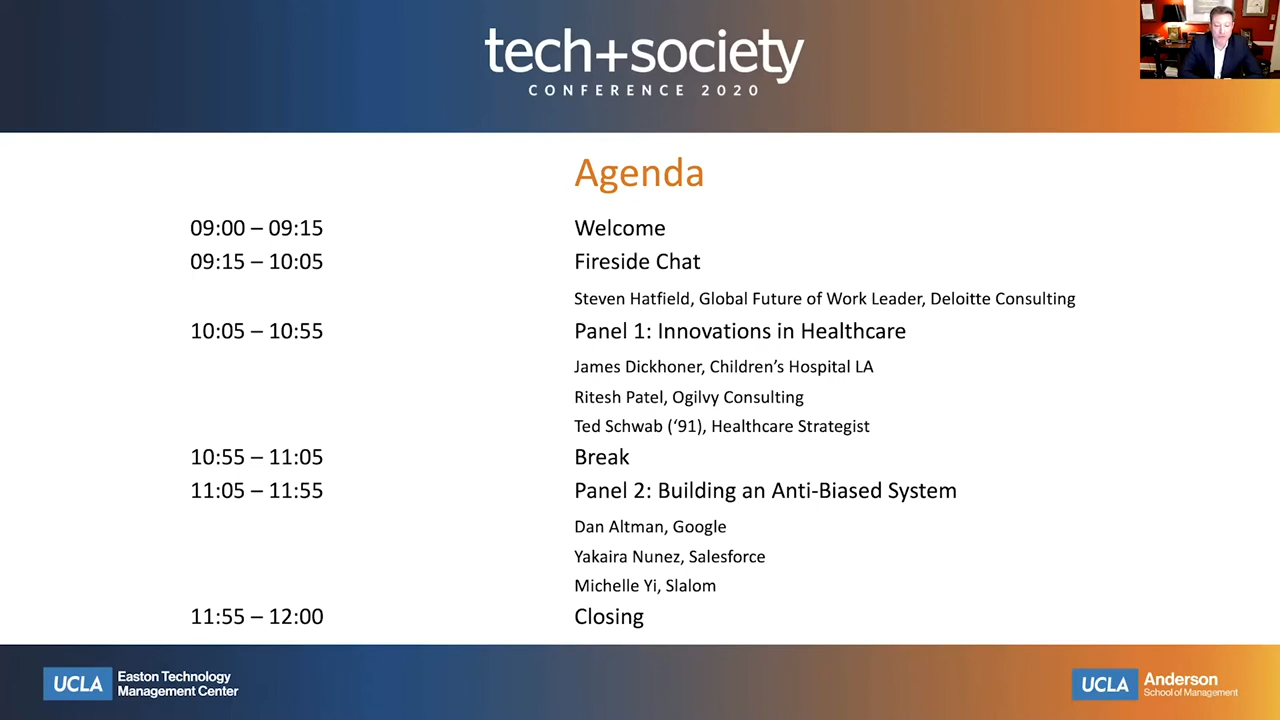 tech+society
CONFERENCE 2020
Agenda
09:00 – 09:15 Welcome
09:15 – 10:05 Fireside Chat
Steven Hatfield, Global Future of Work Leader, Deloitte Consulting
10:05 – 10:55 Panel 1: Innovations in Healthcare
James Dickhoner, Children’s Hospital LA
Ritesh Patel, Ogilvy Consulting
Ted Schwab (‘91), Healthcare Strategist
10:55 – 11:05 Break
11:05 – 11:55 Panel 2: Building an Anti-Biased System
Dan Altman, Google
Yakaira Nunez, Salesforce
Michelle Yi, Slalom
11:55 – 12:00 Closing
UCLA Easton Technology
Management Center
UCLA Anderson
School of Management